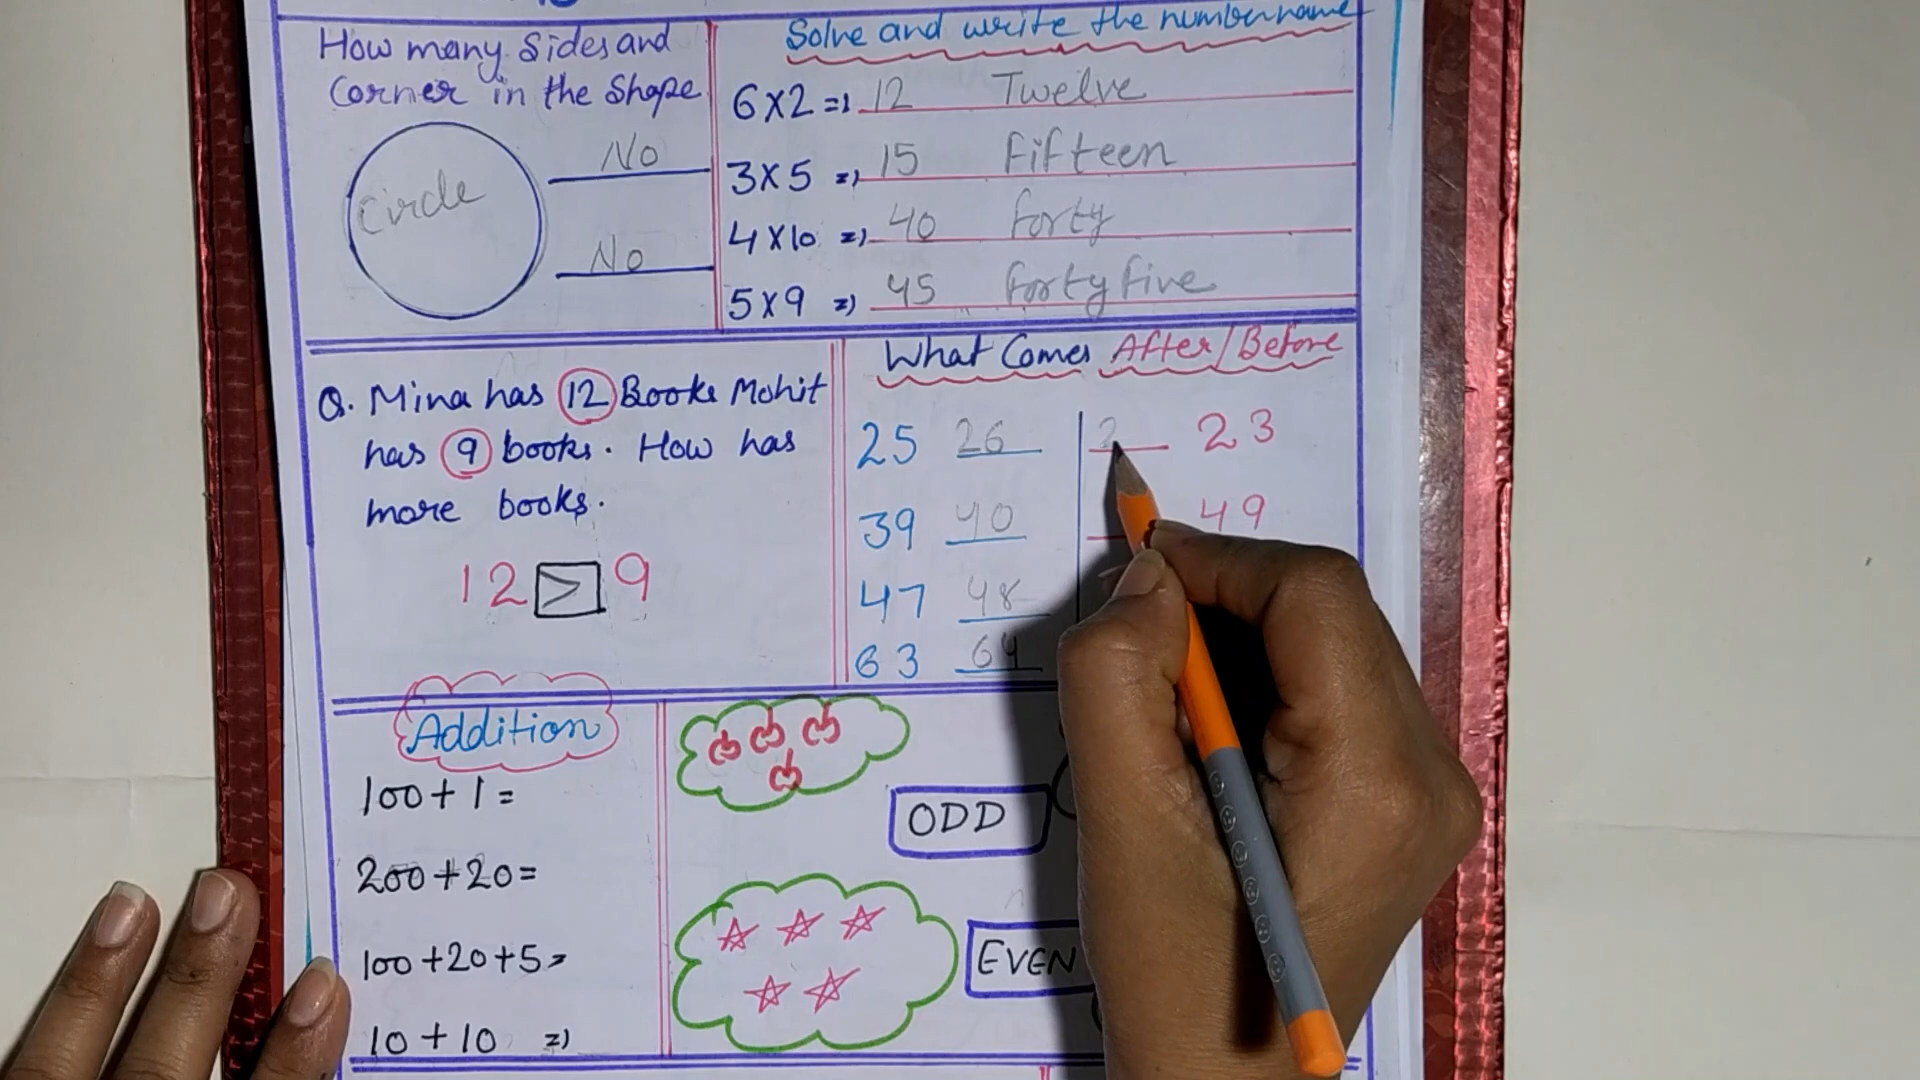 How many Sides and
Corner in the Shape
Circle
No
No
Solve and write the number name
6x2 => 12 Twelve
3x5 => 15 Fifteen
4x10 => 40 Forty
5x9 => 45 Forty five
Q. Mina has 12 Books Mohit
has 9 books. How has
more books.
12 > 9
What Comes After/Before
25 26
39 40
47 48
63 64
2 23
49
Addition
100+1=
200+20=
100+20+5=
10+10 =>
ODD
EVEN